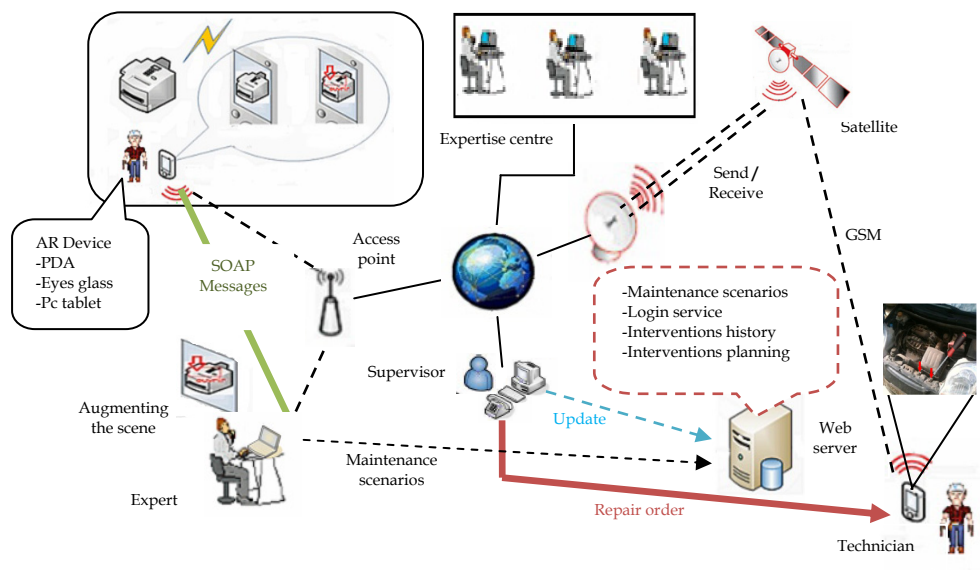 Expertise centre
Satellite
Send /
Receive
AR Device
-PDA
-Eyes glass
-Pc tablet
Access
point
GSM
SOAP
Messages
-Maintenance scenarios
-Login service
-Interventions history
-Interventions planning
Supervisor
Augmenting
the scene
Update
Web
server
Maintenance
scenarios
Expert
Repair order
Technician